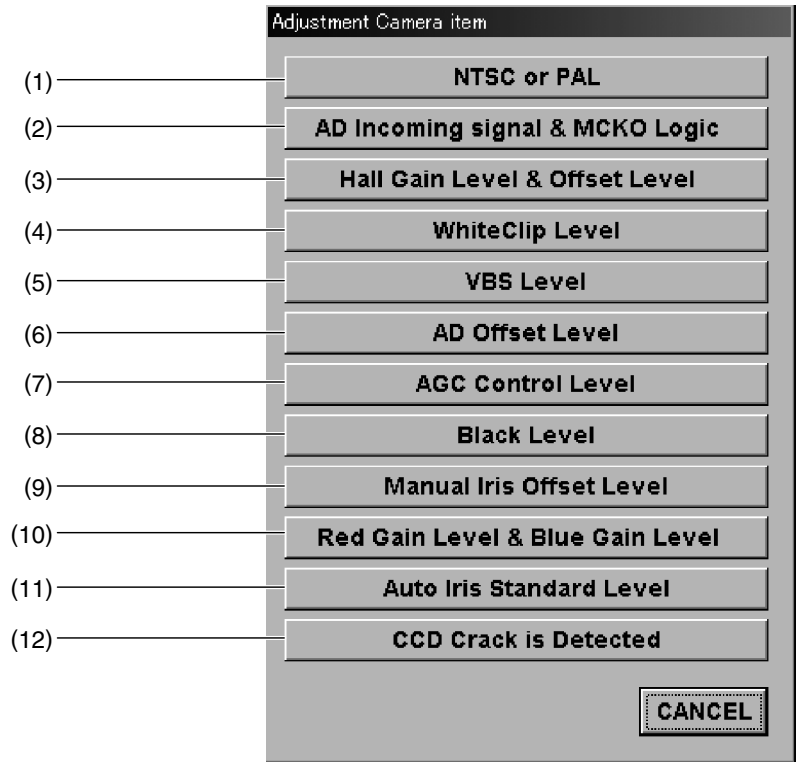 Adjustment Camera item
(1) NTSC or PAL
(2) AD Incoming signal & MCKO Logic
(3) Hall Gain Level & Offset Level
(4) WhiteClip Level
(5) VBS Level
(6) AD Offset Level
(7) AGC Control Level
(8) Black Level
(9) Manual Iris Offset Level
(10) Red Gain Level & Blue Gain Level
(11) Auto Iris Standard Level
(12) CCD Crack is Detected
CANCEL